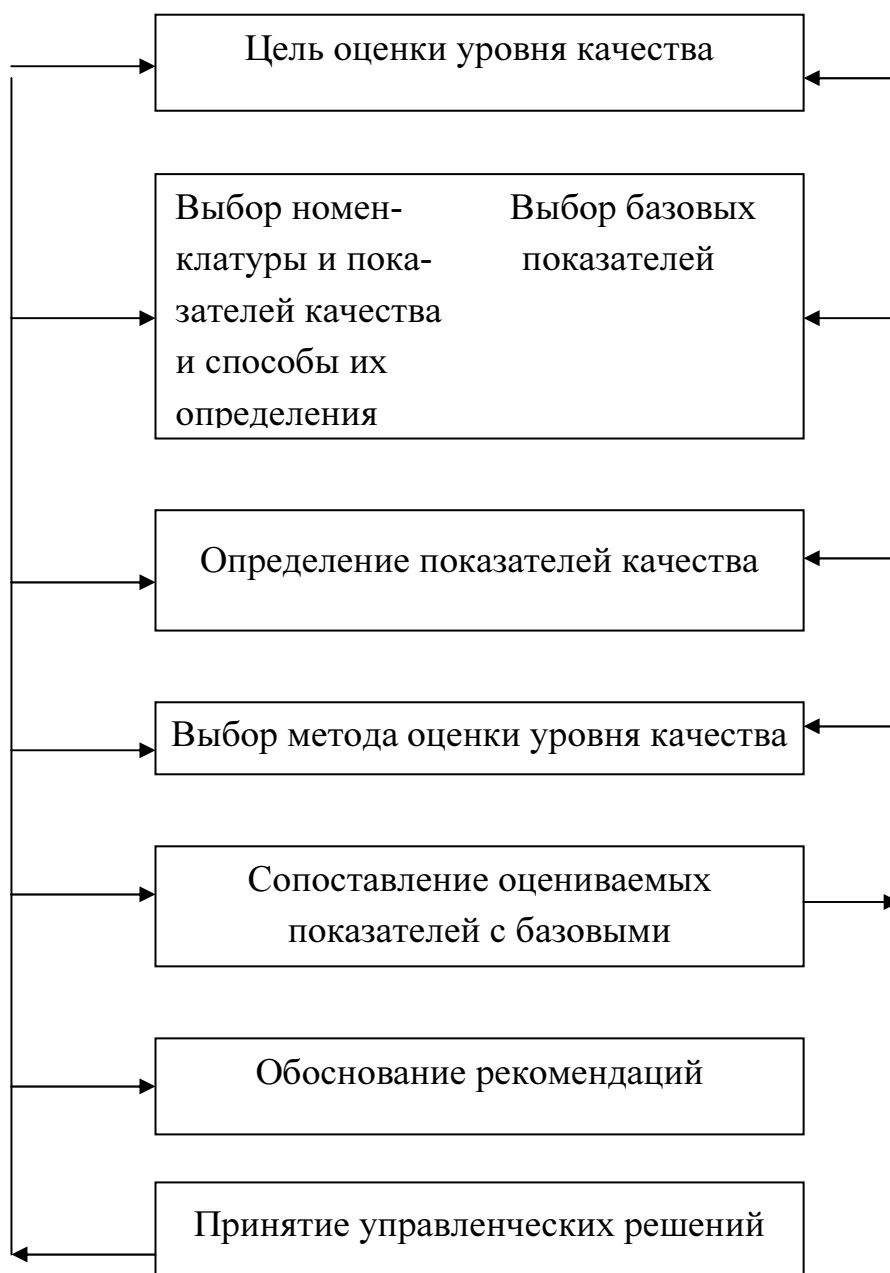 Цель оценки уровня качества
Выбор номен-
клатуры и пока-
зателей качества
и способы их
определения
Выбор базовых
показателей
Определение показателей качества
Выбор метода оценки уровня качества
Сопоставление оцениваемых
показателей с базовыми
Обоснование рекомендаций
Принятие управленческих решений